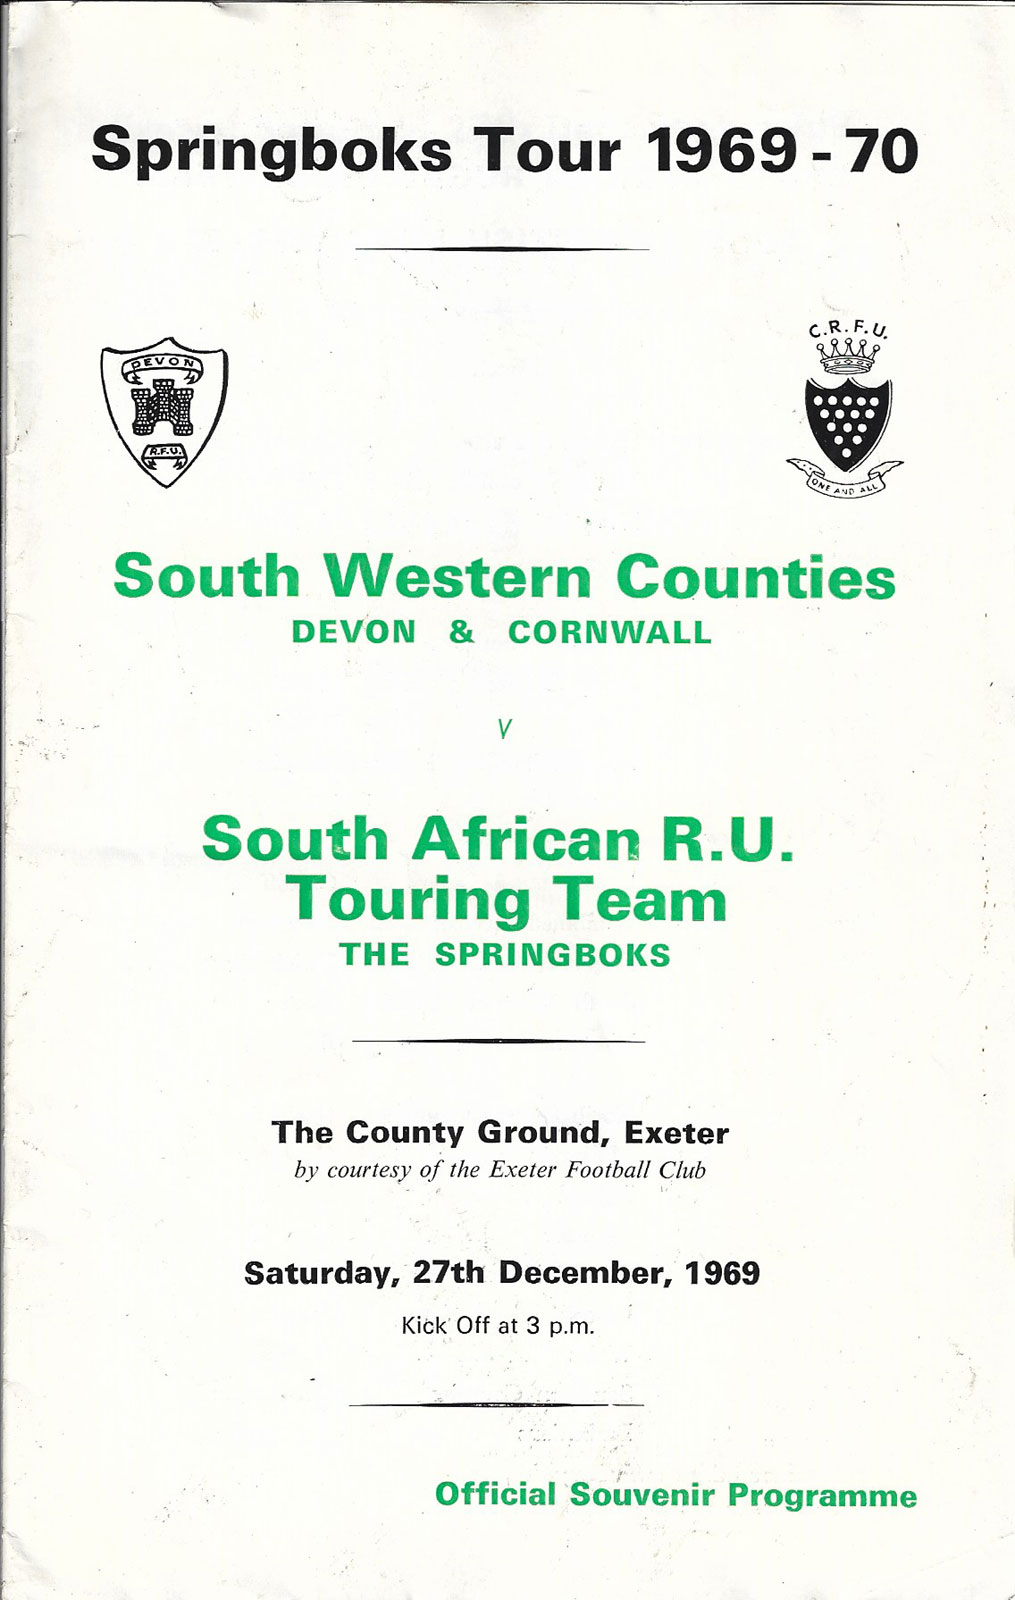 Springboks Tour 1969 - 70
C.R.F.U.
DEVON
R.F.U.
ONE AND ALL
South Western Counties
DEVON & CORNWALL
V
South African R.U.
Touring Team
THE SPRINGBOKS
The County Ground, Exeter
by courtesy of the Exeter Football Club
Saturday, 27th December, 1969
Kick Off at 3 p.m.
Official Souvenir Programme